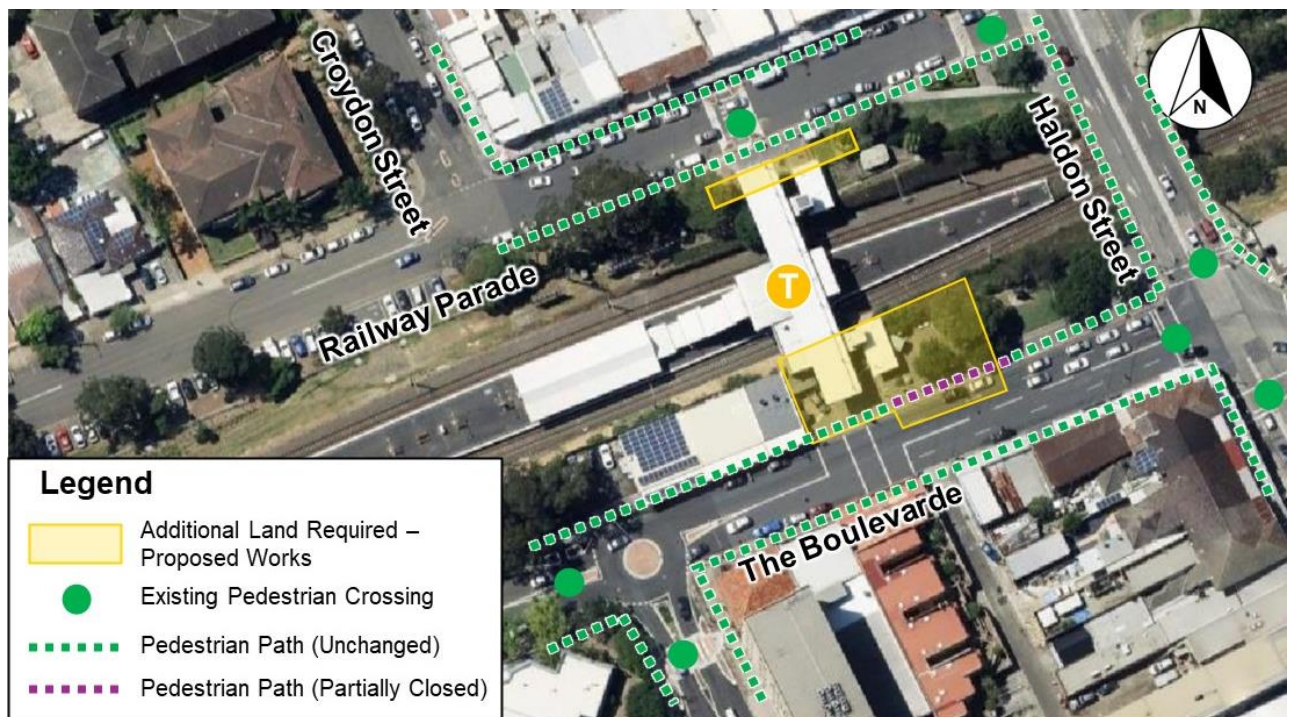 Croydon Street
Haldon Street
N
T
Railway Parade
The Boulevarde
Legend
Additional Land Required –
Proposed Works
Existing Pedestrian Crossing
Pedestrian Path (Unchanged)
Pedestrian Path (Partially Closed)